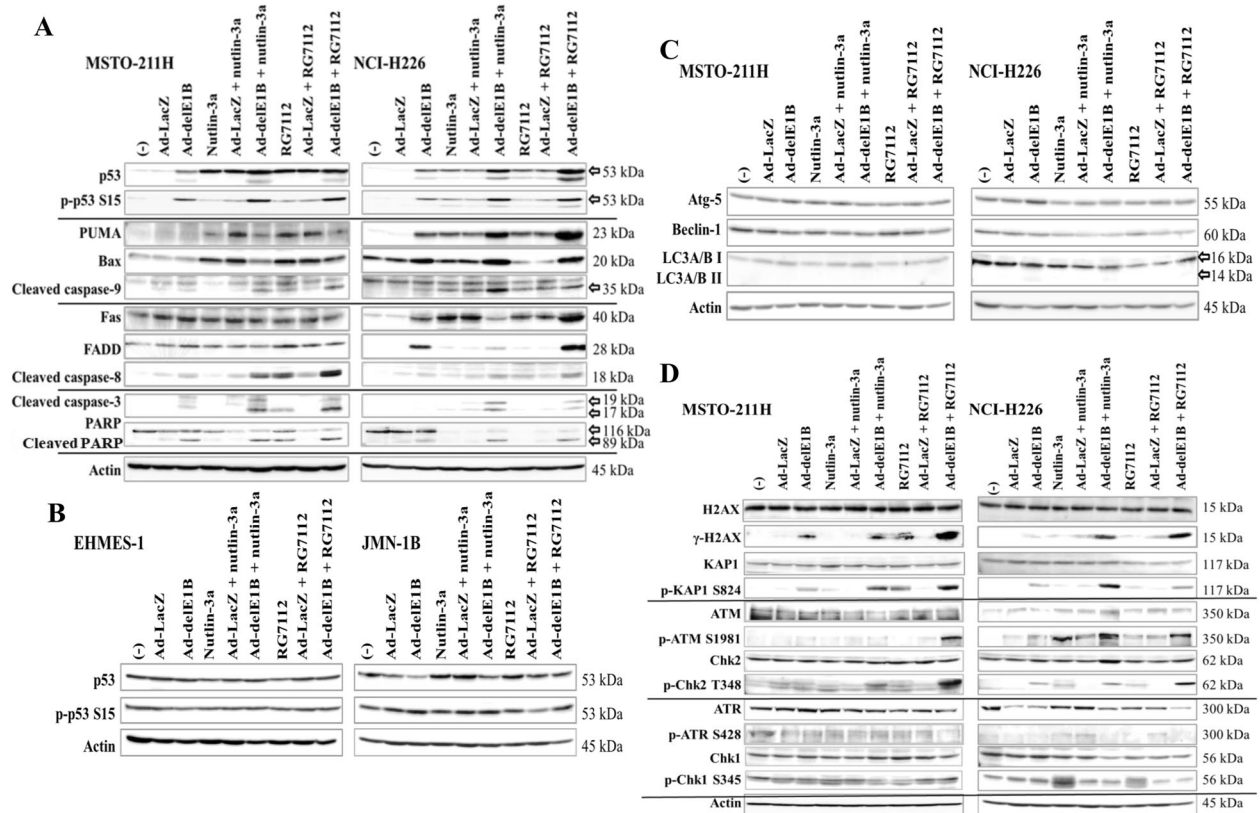 A
MSTO-211H
NCI-H226
(-)
Ad-LacZ
Ad-delE1B
Nutlin-3a
Ad-LacZ + nutlin-3a
Ad-delE1B + nutlin-3a
RG7112
Ad-LacZ + RG7112
Ad-delE1B + RG7112
(-)
Ad-LacZ
Ad-delE1B
Nutlin-3a
Ad-LacZ + nutlin-3a
Ad-delE1B + nutlin-3a
RG7112
Ad-LacZ + RG7112
Ad-delE1B + RG7112
p53 53 kDa
p-p53 S15 53 kDa
PUMA 23 kDa
Bax 20 kDa
Cleaved caspase-9 35 kDa
Fas 40 kDa
FADD 28 kDa
Cleaved caspase-8 18 kDa
Cleaved caspase-3 19 kDa
17 kDa
PARP 116 kDa
Cleaved PARP 89 kDa
Actin 45 kDa
B
EHMES-1
JMN-1B
(-)
Ad-LacZ
Ad-delE1B
Nutlin-3a
Ad-LacZ + nutlin-3a
Ad-delE1B + nutlin-3a
RG7112
Ad-LacZ + RG7112
Ad-delE1B + RG7112
(-)
Ad-LacZ
Ad-delE1B
Nutlin-3a
Ad-LacZ + nutlin-3a
Ad-delE1B + nutlin-3a
RG7112
Ad-LacZ + RG7112
Ad-delE1B + RG7112
p53 53 kDa
p-p53 S15 53 kDa
Actin 45 kDa
C
MSTO-211H
NCI-H226
(-)
Ad-LacZ
Ad-delE1B
Nutlin-3a
Ad-LacZ + nutlin-3a
Ad-delE1B + nutlin-3a
RG7112
Ad-LacZ + RG7112
Ad-delE1B + RG7112
(-)
Ad-LacZ
Ad-delE1B
Nutlin-3a
Ad-LacZ + nutlin-3a
Ad-delE1B + nutlin-3a
RG7112
Ad-LacZ + RG7112
Ad-delE1B + RG7112
Atg-5 55 kDa
Beclin-1 60 kDa
LC3A/B I 16 kDa
LC3A/B II 14 kDa
Actin 45 kDa
D
MSTO-211H
NCI-H226
(-)
Ad-LacZ
Ad-delE1B
Nutlin-3a
Ad-LacZ + nutlin-3a
Ad-delE1B + nutlin-3a
RG7112
Ad-LacZ + RG7112
Ad-delE1B + RG7112
(-)
Ad-LacZ
Ad-delE1B
Nutlin-3a
Ad-LacZ + nutlin-3a
Ad-delE1B + nutlin-3a
RG7112
Ad-LacZ + RG7112
Ad-delE1B + RG7112
H2AX 15 kDa
γ-H2AX 15 kDa
KAP1 117 kDa
p-KAP1 S824 117 kDa
ATM 350 kDa
p-ATM S1981 350 kDa
Chk2 62 kDa
p-Chk2 T348 62 kDa
ATR 300 kDa
p-ATR S428 300 kDa
Chk1 56 kDa
p-Chk1 S345 56 kDa
Actin 45 kDa